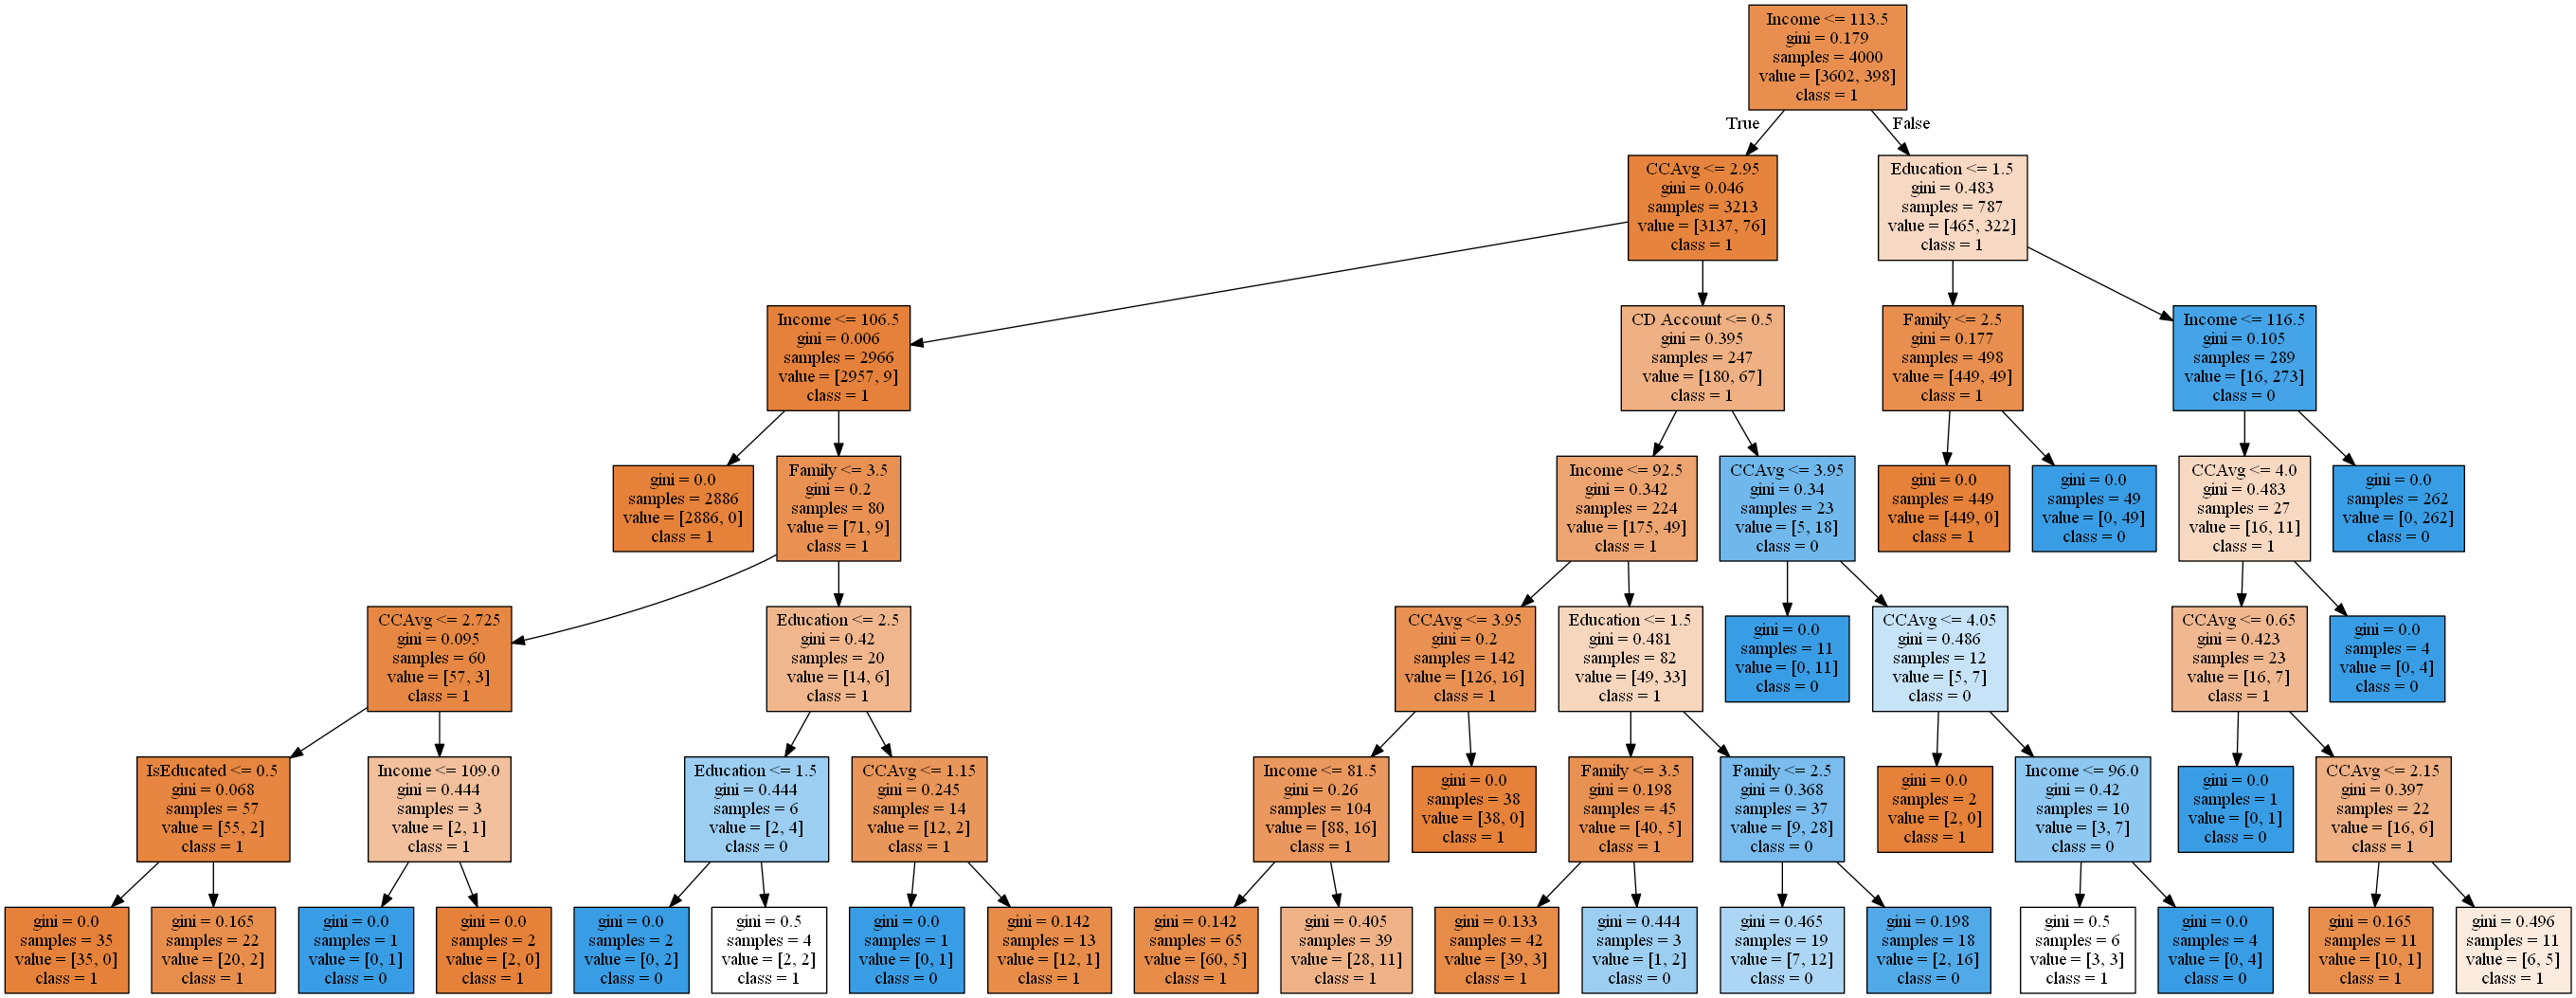 Income <= 113.5
gini = 0.179
samples = 4000
value = [3602, 398]
class = 1
True
False
CCAvg <= 2.95
gini = 0.046
samples = 3213
value = [3137, 76]
class = 1
Education <= 1.5
gini = 0.483
samples = 787
value = [465, 322]
class = 1
Income <= 106.5
gini = 0.006
samples = 2966
value = [2957, 9]
class = 1
CD Account <= 0.5
gini = 0.395
samples = 247
value = [180, 67]
class = 1
Family <= 2.5
gini = 0.177
samples = 498
value = [449, 49]
class = 1
Income <= 116.5
gini = 0.105
samples = 289
value = [16, 273]
class = 0
gini = 0.0
samples = 2886
value = [2886, 0]
class = 1
Family <= 3.5
gini = 0.2
samples = 80
value = [71, 9]
class = 1
Income <= 92.5
gini = 0.342
samples = 224
value = [175, 49]
class = 1
CCAvg <= 3.95
gini = 0.34
samples = 23
value = [5, 18]
class = 0
gini = 0.0
samples = 449
value = [449, 0]
class = 1
gini = 0.0
samples = 49
value = [0, 49]
class = 0
CCAvg <= 4.0
gini = 0.483
samples = 27
value = [16, 11]
class = 1
gini = 0.0
samples = 262
value = [0, 262]
class = 0
CCAvg <= 2.725
gini = 0.095
samples = 60
value = [57, 3]
class = 1
Education <= 2.5
gini = 0.42
samples = 20
value = [14, 6]
class = 1
CCAvg <= 3.95
gini = 0.2
samples = 142
value = [126, 16]
class = 1
Education <= 1.5
gini = 0.481
samples = 82
value = [49, 33]
class = 1
gini = 0.0
samples = 11
value = [0, 11]
class = 0
CCAvg <= 4.05
gini = 0.486
samples = 12
value = [5, 7]
class = 0
CCAvg <= 0.65
gini = 0.423
samples = 23
value = [16, 7]
class = 1
gini = 0.0
samples = 4
value = [0, 4]
class = 0
IsEducated <= 0.5
gini = 0.068
samples = 57
value = [55, 2]
class = 1
Income <= 109.0
gini = 0.444
samples = 3
value = [2, 1]
class = 1
Education <= 1.5
gini = 0.444
samples = 6
value = [2, 4]
class = 0
CCAvg <= 1.15
gini = 0.245
samples = 14
value = [12, 2]
class = 1
Income <= 81.5
gini = 0.26
samples = 104
value = [88, 16]
class = 1
gini = 0.0
samples = 38
value = [38, 0]
class = 1
Family <= 3.5
gini = 0.198
samples = 45
value = [40, 5]
class = 1
Family <= 2.5
gini = 0.368
samples = 37
value = [9, 28]
class = 0
gini = 0.0
samples = 2
value = [2, 0]
class = 1
Income <= 96.0
gini = 0.42
samples = 10
value = [3, 7]
class = 0
gini = 0.0
samples = 1
value = [0, 1]
class = 0
CCAvg <= 2.15
gini = 0.397
samples = 22
value = [16, 6]
class = 1
gini = 0.0
samples = 35
value = [35, 0]
class = 1
gini = 0.165
samples = 22
value = [20, 2]
class = 1
gini = 0.0
samples = 1
value = [0, 1]
class = 0
gini = 0.0
samples = 2
value = [2, 0]
class = 1
gini = 0.0
samples = 2
value = [0, 2]
class = 0
gini = 0.5
samples = 4
value = [2, 2]
class = 1
gini = 0.0
samples = 1
value = [0, 1]
class = 0
gini = 0.142
samples = 13
value = [12, 1]
class = 1
gini = 0.142
samples = 65
value = [60, 5]
class = 1
gini = 0.405
samples = 39
value = [28, 11]
class = 1
gini = 0.133
samples = 42
value = [39, 3]
class = 1
gini = 0.444
samples = 3
value = [1, 2]
class = 0
gini = 0.465
samples = 19
value = [7, 12]
class = 0
gini = 0.198
samples = 18
value = [2, 16]
class = 0
gini = 0.5
samples = 6
value = [3, 3]
class = 1
gini = 0.0
samples = 4
value = [0, 4]
class = 0
gini = 0.165
samples = 11
value = [10, 1]
class = 1
gini = 0.496
samples = 11
value = [6, 5]
class = 1